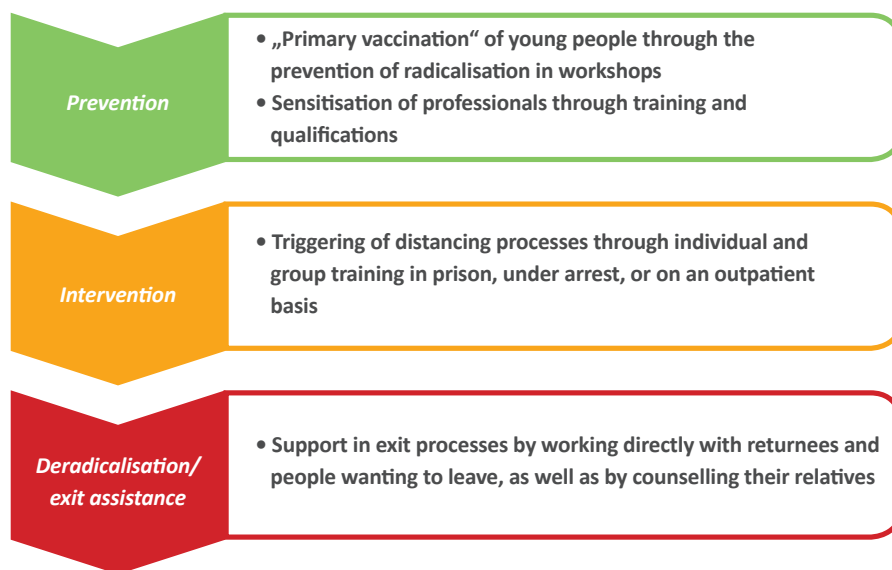 Prevention
• „Primary vaccination“ of young people through the
prevention of radicalisation in workshops
• Sensitisation of professionals through training and
qualifications
Intervention
• Triggering of distancing processes through individual and
group training in prison, under arrest, or on an outpatient
basis
Deradicalisation/
exit assistance
• Support in exit processes by working directly with returnees and
people wanting to leave, as well as by counselling their relatives